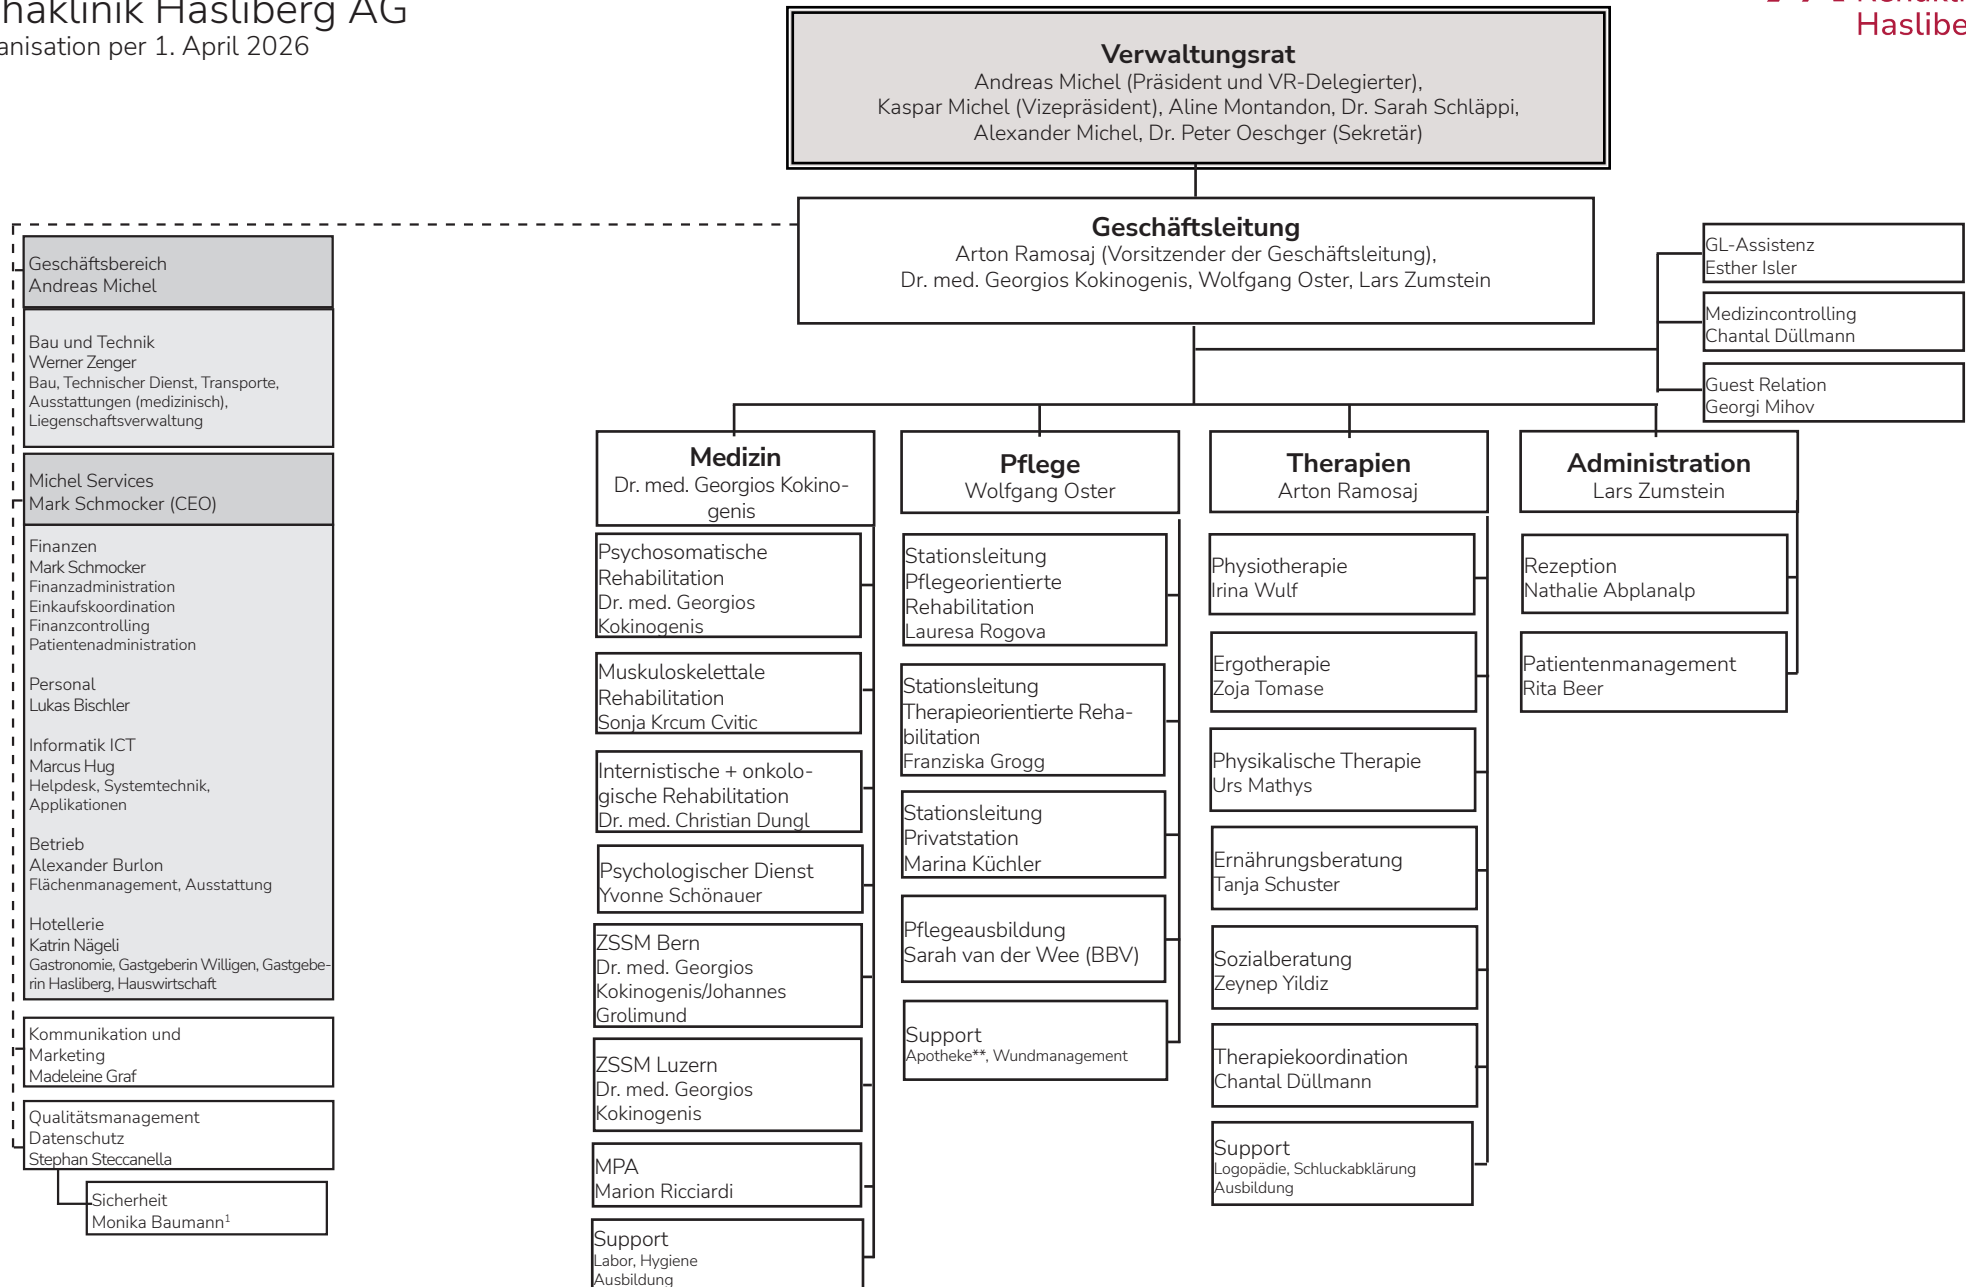 haklinik Hasliberg AG
anisation per 1. April 2026
Haslibe
Verwaltungsrat
Andreas Michel (Präsident und VR-Delegierter),
Kaspar Michel (Vizepräsident), Aline Montandon, Dr. Sarah Schläppi,
Alexander Michel, Dr. Peter Oeschger (Sekretär)
Geschäftsleitung
Arton Ramosaj (Vorsitzender der Geschäftsleitung),
Dr. med. Georgios Kokinogenis, Wolfgang Oster, Lars Zumstein
GL-Assistenz
Esther Isler
Medizincontrolling
Chantal Düllmann
Guest Relation
Georgi Mihov
Geschäftsbereich
Andreas Michel
Bau und Technik
Werner Zenger
Bau, Technischer Dienst, Transporte,
Ausstattungen (medizinisch),
Liegenschaftsverwaltung
Michel Services
Mark Schmocker (CEO)
Finanzen
Mark Schmocker
Finanzadministration
Einkaufskoordination
Finanzcontrolling
Patientenadministration
Personal
Lukas Bischler
Informatik ICT
Marcus Hug
Helpdesk, Systemtechnik,
Applikationen
Betrieb
Alexander Burlon
Flächenmanagement, Ausstattung
Hotellerie
Katrin Nägeli
Gastronomie, Gastgeberin Willigen, Gastgebe-
rin Hasliberg, Hauswirtschaft
Kommunikation und
Marketing
Madeleine Graf
Qualitätsmanagement
Datenschutz
Stephan Steccanella
Sicherheit
Monika Baumann¹
Medizin
Dr. med. Georgios Kokino-
genis
Psychosomatische
Rehabilitation
Dr. med. Georgios
Kokinogenis
Muskuloskelettale
Rehabilitation
Sonja Krcum Cvitic
Internistische + onkolo-
gische Rehabilitation
Dr. med. Christian Dungl
Psychologischer Dienst
Yvonne Schönauer
ZSSM Bern
Dr. med. Georgios
Kokinogenis/Johannes
Grolimund
ZSSM Luzern
Dr. med. Georgios
Kokinogenis
MPA
Marion Ricciardi
Support
Labor, Hygiene
Ausbildung
Pflege
Wolfgang Oster
Stationsleitung
Pflegeorientierte
Rehabilitation
Lauresa Rogova
Stationsleitung
Therapieorientierte Reha-
bilitation
Franziska Grogg
Stationsleitung
Privatstation
Marina Küchler
Pflegeausbildung
Sarah van der Wee (BBV)
Support
Apotheke**, Wundmanagement
Therapien
Arton Ramosaj
Physiotherapie
Irina Wulf
Ergotherapie
Zoja Tomase
Physikalische Therapie
Urs Mathys
Ernährungsberatung
Tanja Schuster
Sozialberatung
Zeynep Yildiz
Therapiekoordination
Chantal Düllmann
Support
Logopädie, Schluckabklärung
Ausbildung
Administration
Lars Zumstein
Rezeption
Nathalie Abplanalp
Patientenmanagement
Rita Beer